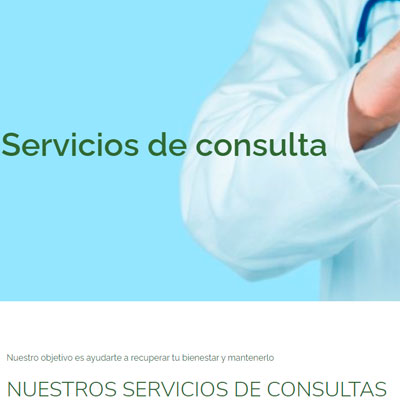 Servicios de consulta
Nuestro objetivo es ayudarte a recuperar tu bienestar y mantenerlo
NUESTROS SERVICIOS DE CONSULTAS